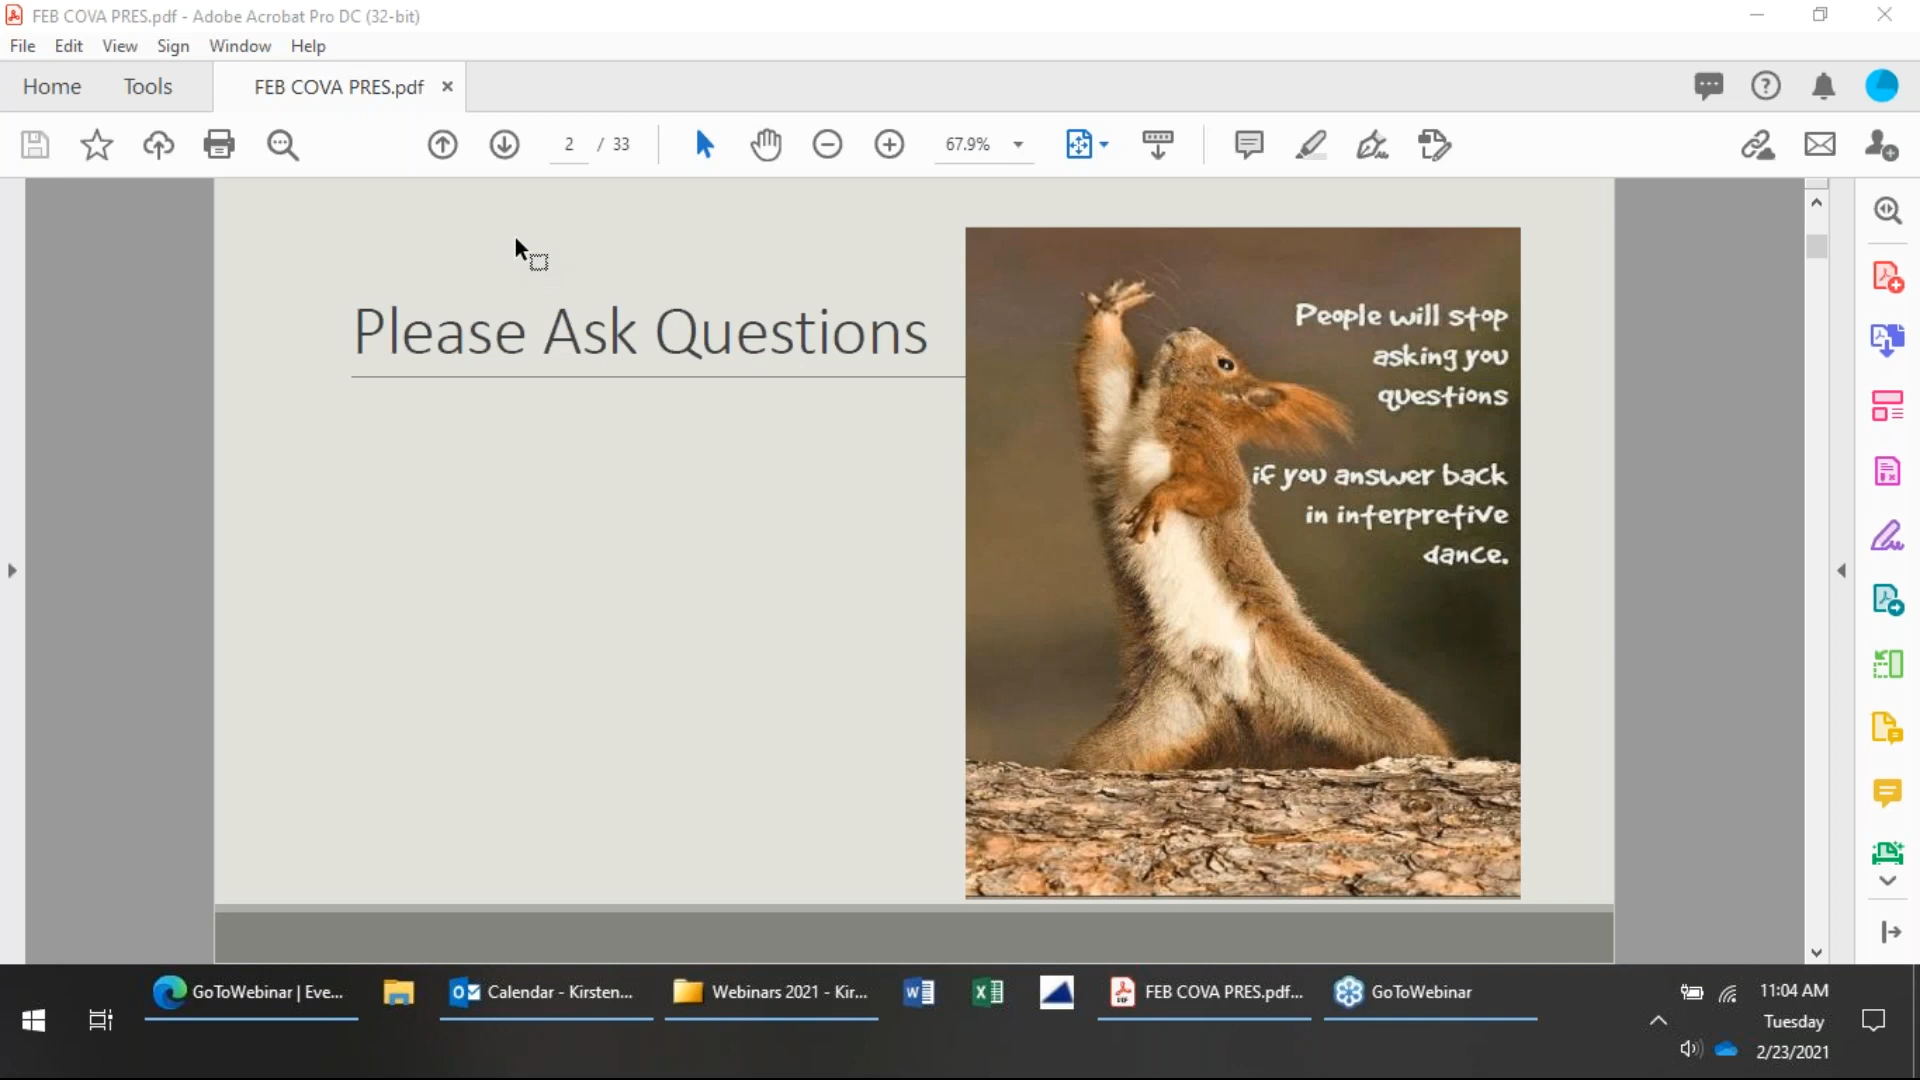 FEB COVA PRES.pdf - Adobe Acrobat Pro DC (32-bit)
File Edit View Sign Window Help
Home Tools FEB COVA PRES.pdf
2 / 33 67.9%
Please Ask Questions
People will stop
asking you
questions
if you answer back
in interpretive
dance.
GoToWebinar | Eve...
Calendar - Kirsten...
Webinars 2021 - Kir...
FEB COVA PRES.pdf...
GoToWebinar
11:04 AM
Tuesday
2/23/2021